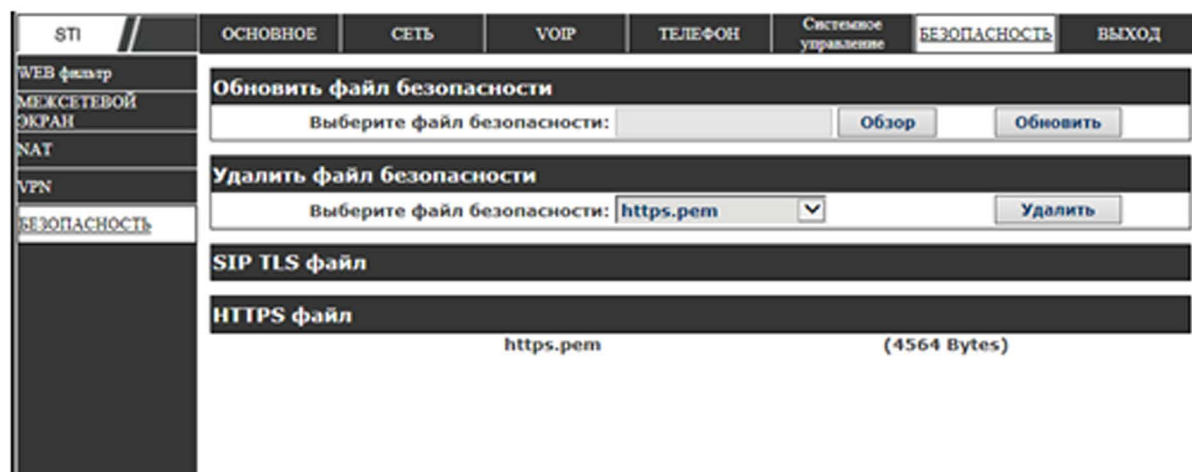 STI
ОСНОВНОЕ
СЕТЬ
VOIP
ТЕЛЕФОН
Системное
управление
БЕЗОПАСНОСТЬ
ВЫХОД
WEB фильтр
МЕЖСЕТЕВОЙ
ЭКРАН
NAT
VPN
БЕЗОПАСНОСТЬ
Обновить файл безопасности
Выберите файл безопасности: Обзор Обновить
Удалить файл безопасности
Выберите файл безопасности: https.pem Удалить
SIP TLS файл
HTTPS файл
https.pem (4564 Bytes)